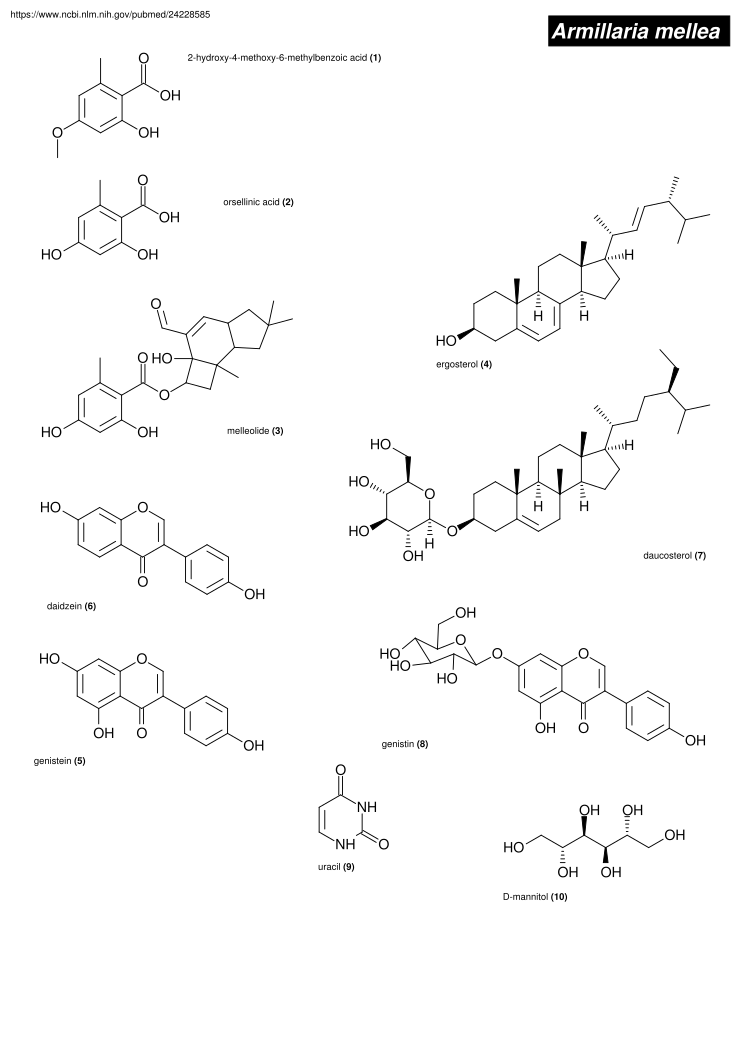 https://www.ncbi.nlm.nih.gov/pubmed/24228585
Armillaria mellea
2-hydroxy-4-methoxy-6-methylbenzoic acid (1)
O
OH
OH
O
orsellinic acid (2)
O
OH
OH
HO
melleolide (3)
O
O
HO
O
OH
HO
ergosterol (4)
H
H
H
HO
daidzein (6)
HO
O
O
OH
daucosterol (7)
HO
HO
O
HO
OH
H
O
H
H
H
genistein (5)
HO
O
OH
O
OH
genistin (8)
OH
HO
HO
O
OH
O
O
OH
O
OH
uracil (9)
O
NH
NH
O
D-mannitol (10)
OH
OH
HO
OH
OH
OH